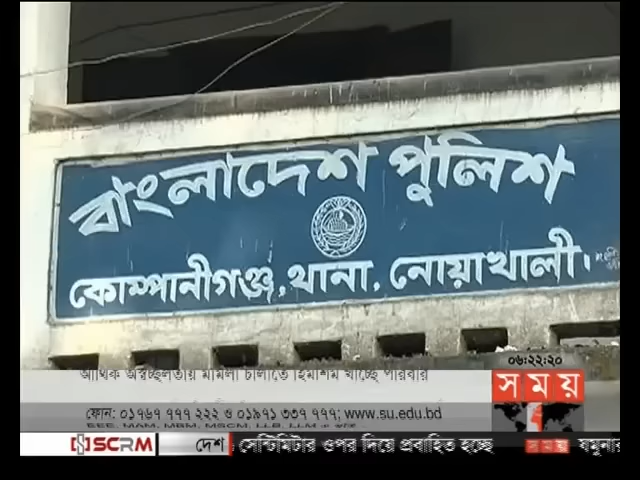 বাংলাদেশ পুলিশ
কোম্পানীগঞ্জ, থানা, নোয়াখালী।
০৬:২২:২০
আর্থিক অস্বচ্ছলতায় মামলা চালাতে হিমশিম খাচ্ছে পরিবার
সময়
ফোন: ০১৭৬৭ ৭৭৭ ২২২ ও ০১৯৭১ ৩৩৭ ৭৭৭; www.su.edu.bd
SCRM দেশ সেন্টিমিটার ওপর দিয়ে প্রবাহিত হচ্ছে সময় যমুনার